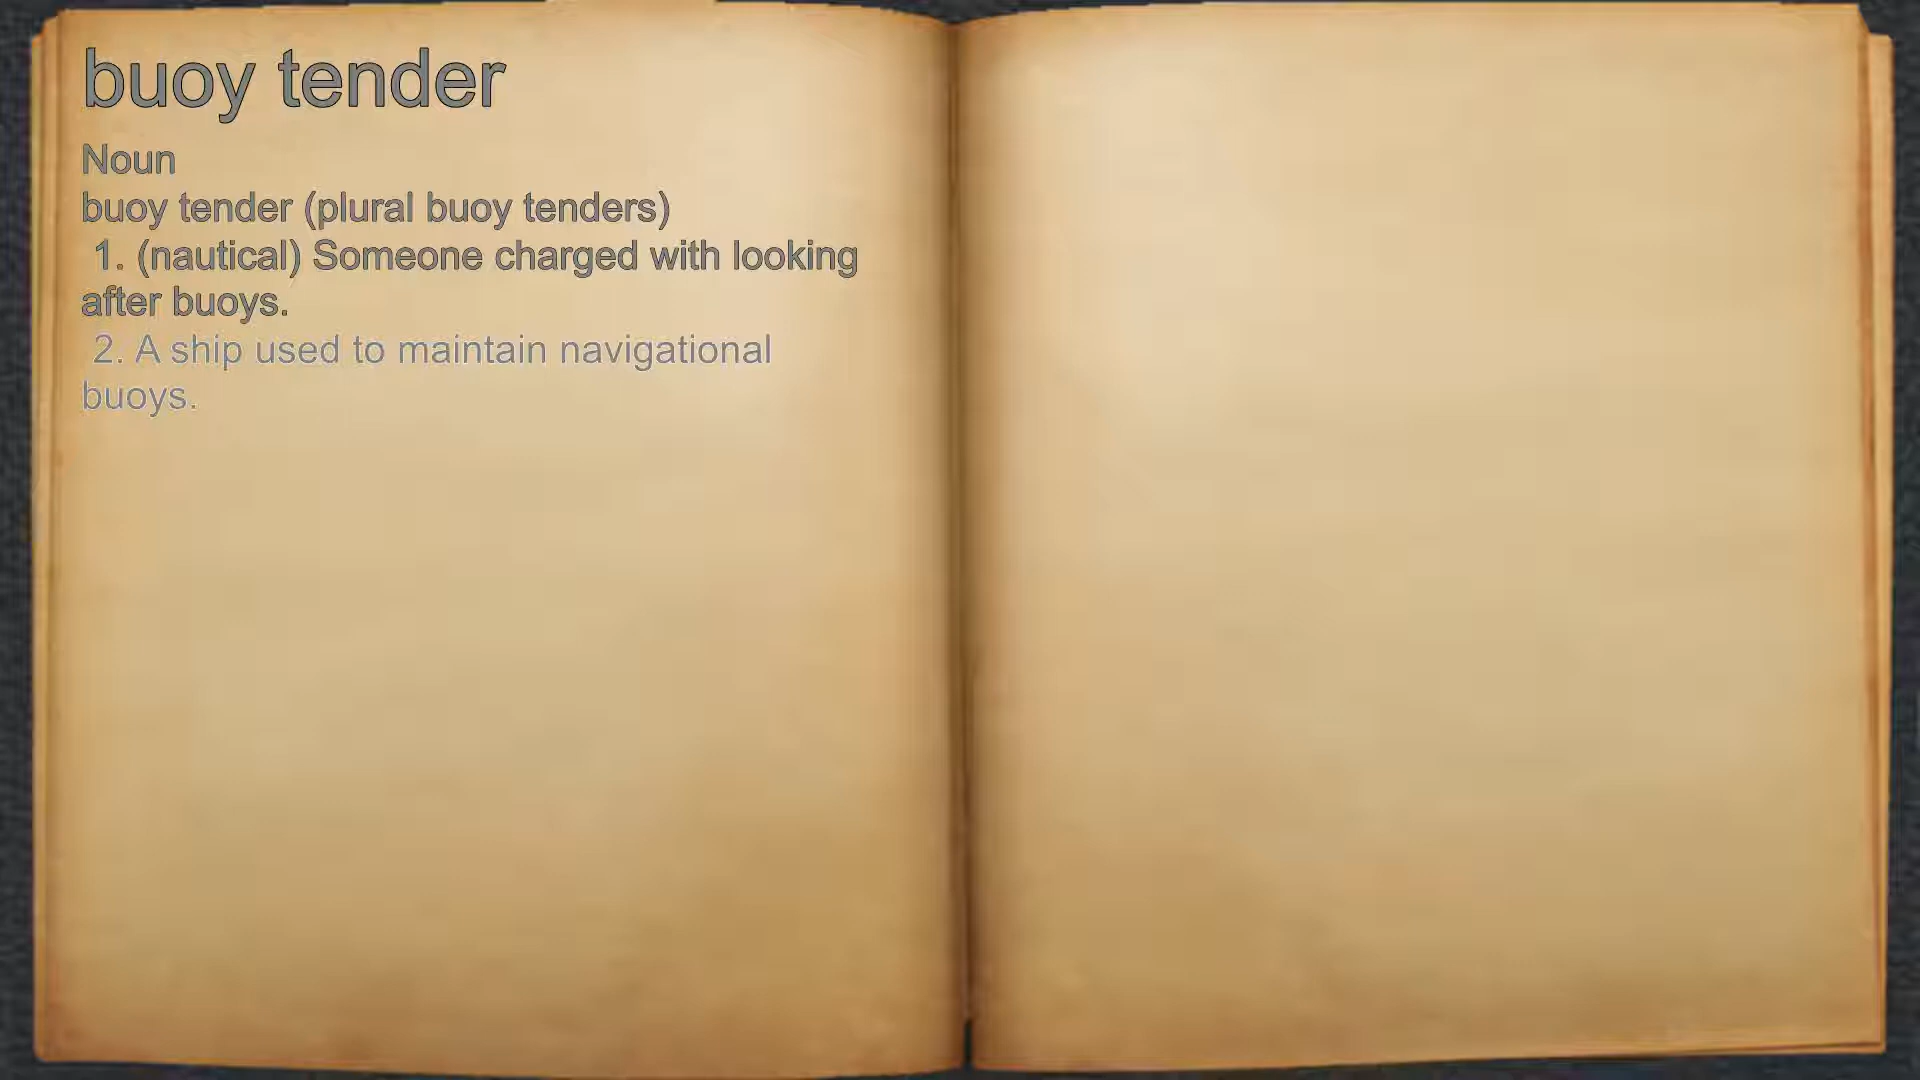 buoy tender
Noun
buoy tender (plural buoy tenders)
1. (nautical) Someone charged with looking
after buoys.
2. A ship used to maintain navigational
buoys.